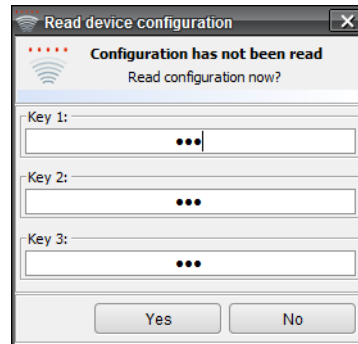 Read device configuration
Configuration has not been read
Read configuration now?
Key 1:
•••
Key 2:
•••
Key 3:
•••
Yes
No